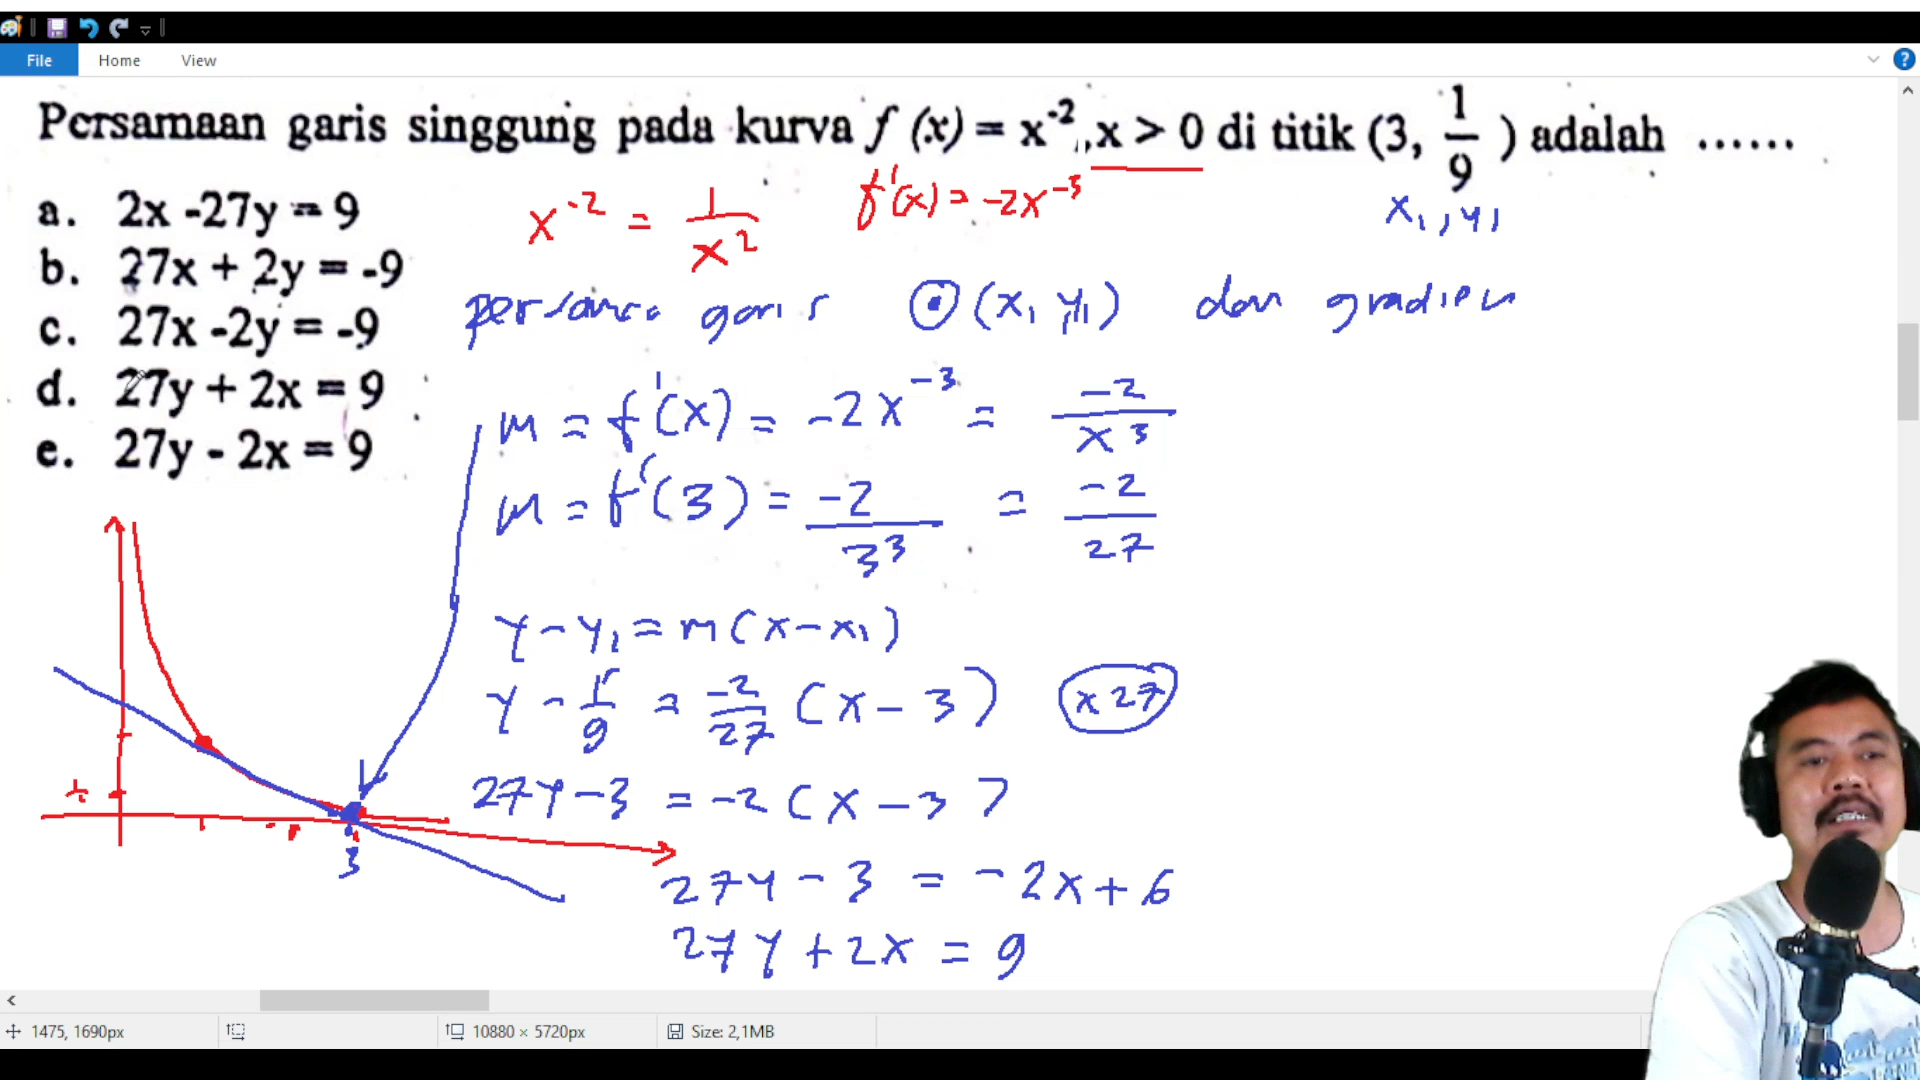 File Home View
Persamaan garis singgung pada kurva f (x) = x⁻², x > 0 di titik (3, 1/9) adalah ......
a. 2x -27y = 9
b. 27x + 2y = -9
c. 27x -2y = -9
d. 27y + 2x = 9
e. 27y - 2x = 9
x⁻² = 1/x²
f'(x) = -2x⁻³
x₁, y₁
persamaan garis (x₁, y₁) dan gradien
m = f'(x) = -2x⁻³ = -2/x³
m = f'(3) = -2/3³ = -2/27
y - y₁ = m(x - x₁)
y - 1/9 = -2/27 (x - 3) x27
27y - 3 = -2(x - 3)
27y - 3 = -2x + 6
27y + 2x = 9
3
1475, 1690px 10880 × 5720px Size: 2,1MB